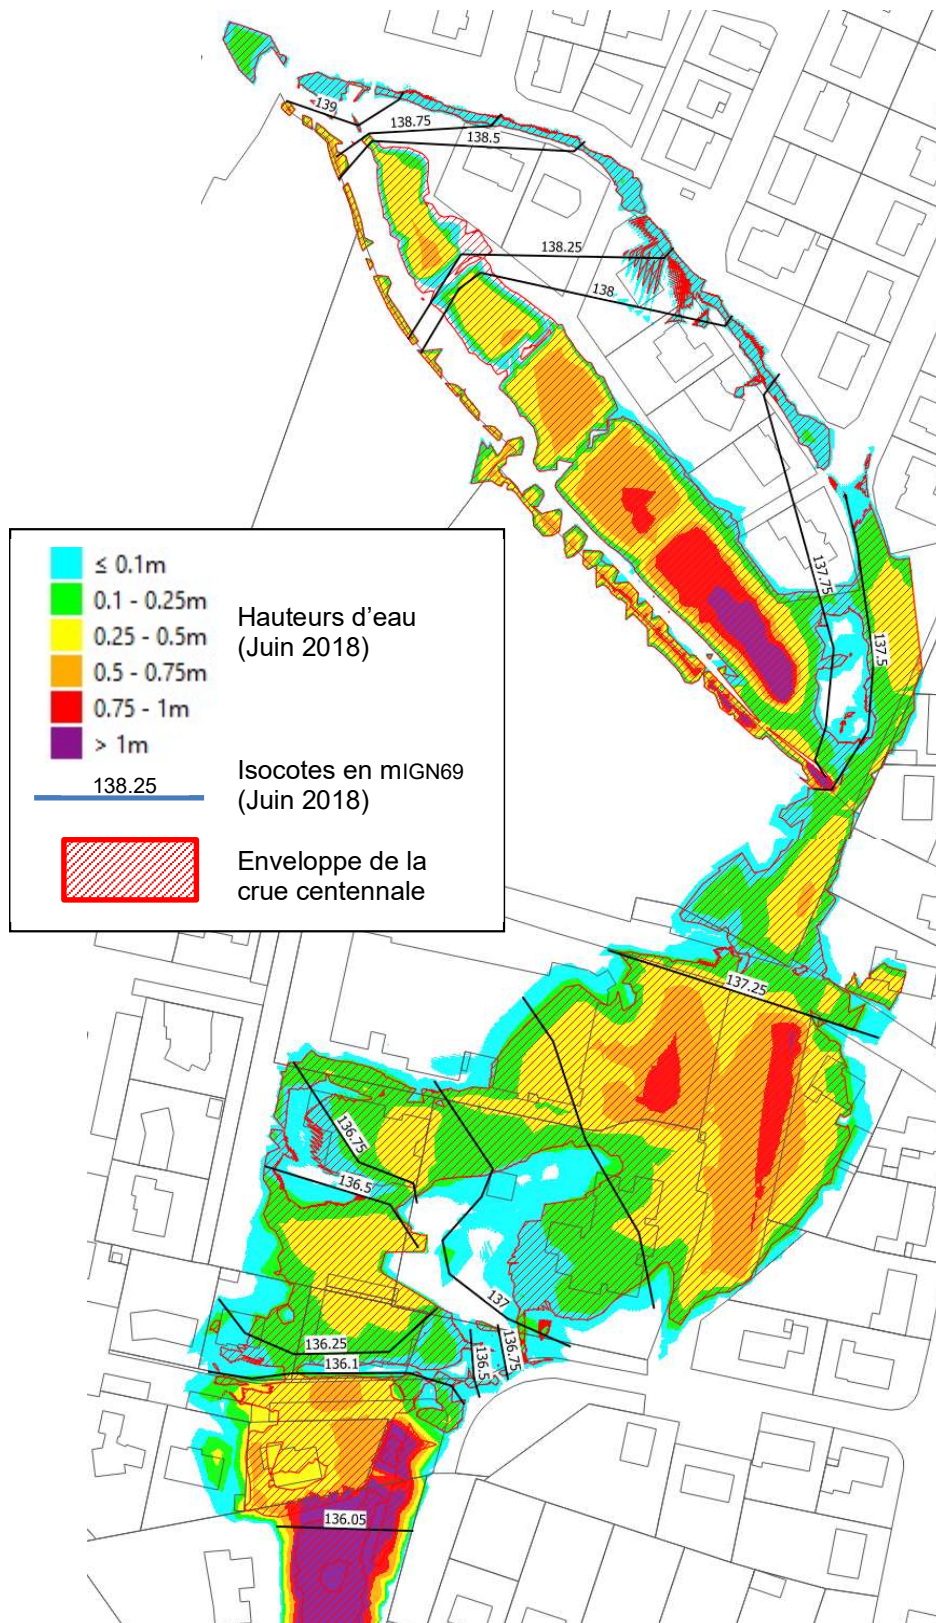 139
138.75
138.5
138.25
138
137.75
137.5
≤ 0.1m
0.1 - 0.25m
0.25 - 0.5m
0.5 - 0.75m
0.75 - 1m
> 1m
Hauteurs d'eau
(Juin 2018)
138.25
Isocotes en mIGN69
(Juin 2018)
Enveloppe de la
crue centennale
137.25
136.75
136.5
137
136.25
136.1
136.5
136.75
136.05